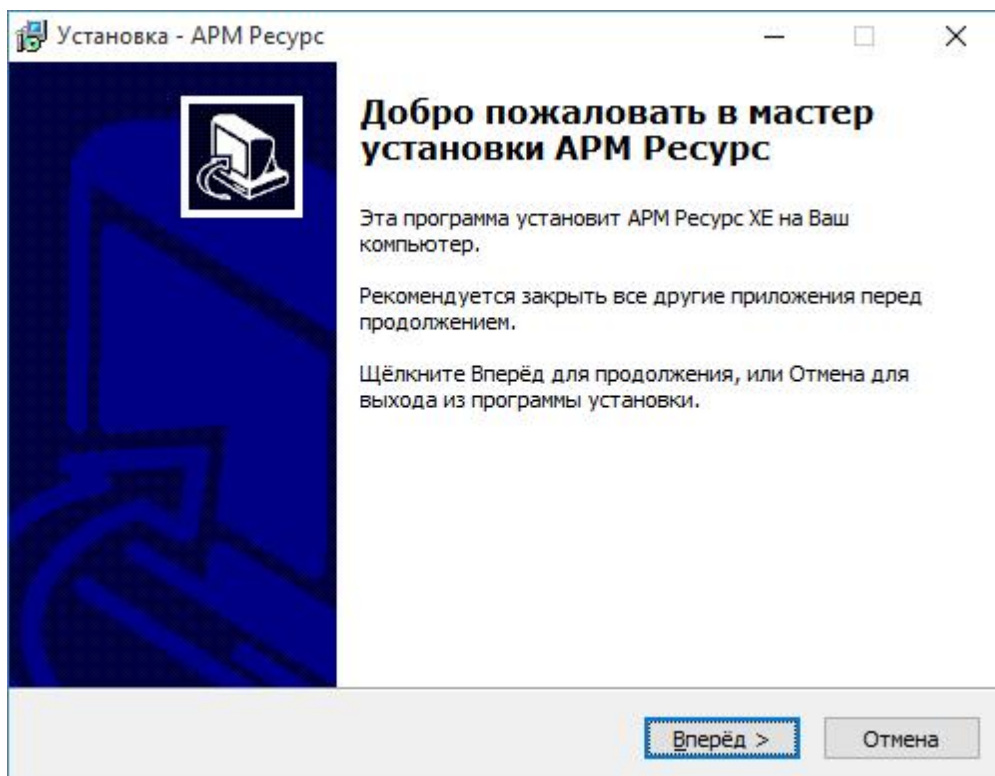 Установка - АРМ Ресурс
Добро пожаловать в мастер
установки АРМ Ресурс
Эта программа установит АРМ Ресурс XE на Ваш
компьютер.
Рекомендуется закрыть все другие приложения перед
продолжением.
Щёлкните Вперёд для продолжения, или Отмена для
выхода из программы установки.
Вперёд >
Отмена